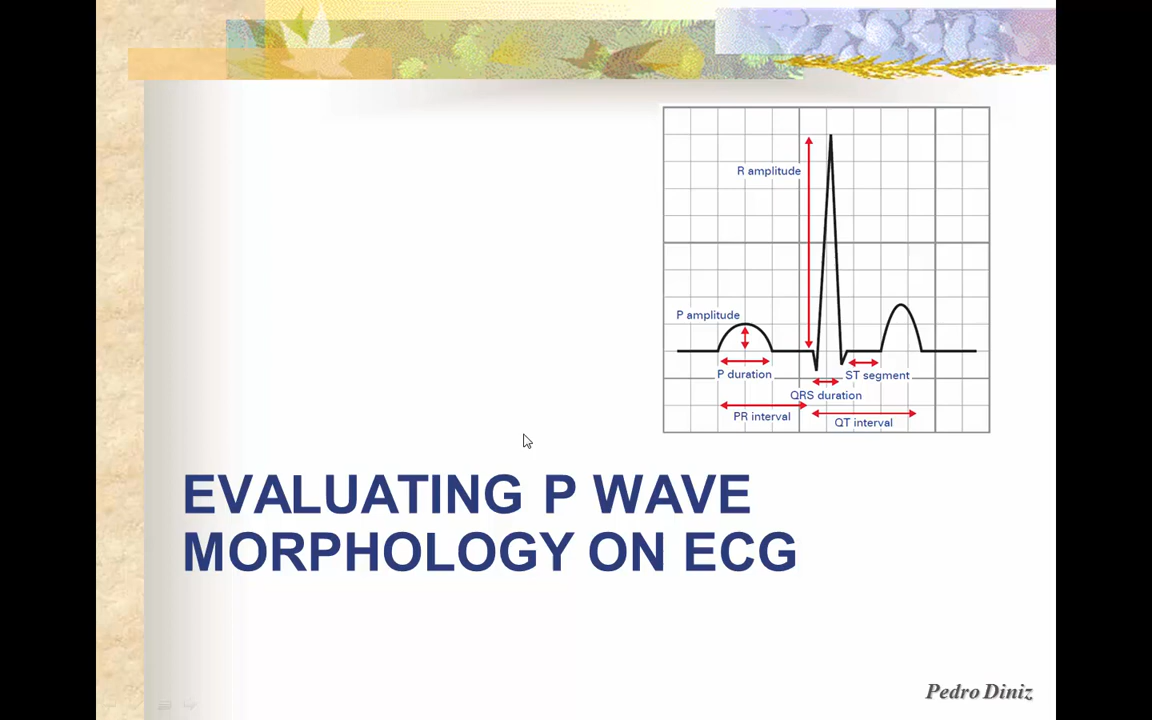 R amplitude
P amplitude
P duration
ST segment
QRS duration
PR interval
QT interval
EVALUATING P WAVE
MORPHOLOGY ON ECG
Pedro Diniz